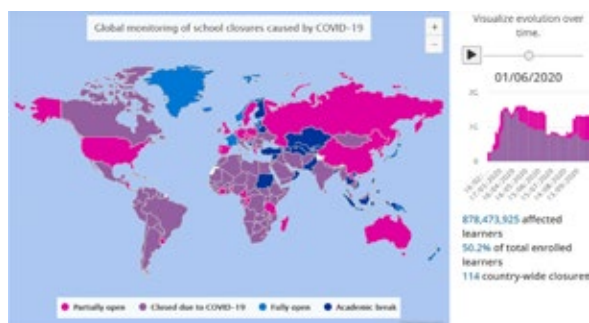 Global monitoring of school closures caused by COVID-19
+
−
Visualize evolution over
time.
01/06/2020
Partially open
Closed due to COVID-19
Fully open
Academic break
878,473,925 affected
learners
50.2% of total enrolled
learners
114 country-wide closures